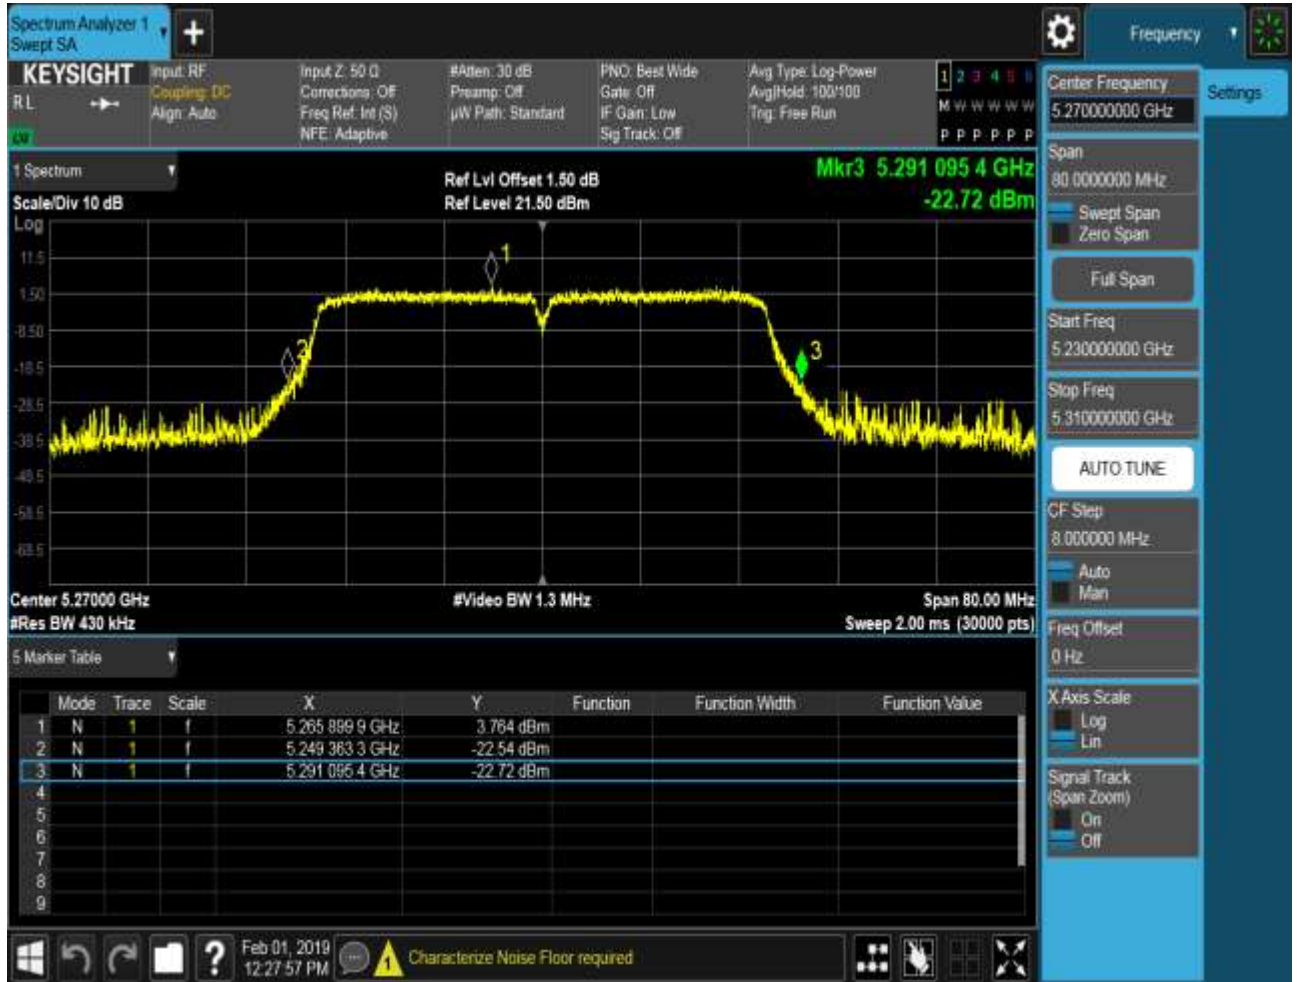 Spectrum Analyzer 1
Swept SA
Frequency
KEYSIGHT
R L
Input: RF
Coupling: DC
Align: Auto
Input Z: 50 Ω
Corrections: Off
Freq Ref: Int (S)
NFE: Adaptive
#Atten: 30 dB
Preamp: Off
µW Path: Standard
PNO: Best Wide
Gate: Off
IF Gain: Low
Sig Track: Off
Avg Type: Log-Power
Avg|Hold: 100/100
Trig: Free Run
1 2 3 4 5 6
M W W W W W
P P P P P P
1 Spectrum
Scale/Div 10 dB
Ref Lvl Offset 1.50 dB
Ref Level 21.50 dBm
Mkr3 5.291 095 4 GHz
-22.72 dBm
Log
11.5
1.50
-8.50
-18.5
-28.5
-38.5
-48.5
-58.5
-68.5
1
2
3
Center 5.27000 GHz
#Res BW 430 kHz
#Video BW 1.3 MHz
Span 80.00 MHz
Sweep 2.00 ms (30000 pts)
5 Marker Table
Mode Trace Scale X Y Function Function Width Function Value
1 N 1 f 5.265 899 9 GHz 3.764 dBm
2 N 1 f 5.249 363 3 GHz -22.54 dBm
3 N 1 f 5.291 095 4 GHz -22.72 dBm
4
5
6
7
8
9
Feb 01, 2019
12:27:57 PM
1
Characterize Noise Floor required
Center Frequency
5.270000000 GHz
Settings
Span
80.0000000 MHz
Swept Span
Zero Span
Full Span
Start Freq
5.230000000 GHz
Stop Freq
5.310000000 GHz
AUTO TUNE
CF Step
8.000000 MHz
Auto
Man
Freq Offset
0 Hz
X Axis Scale
Log
Lin
Signal Track
(Span Zoom)
On
Off